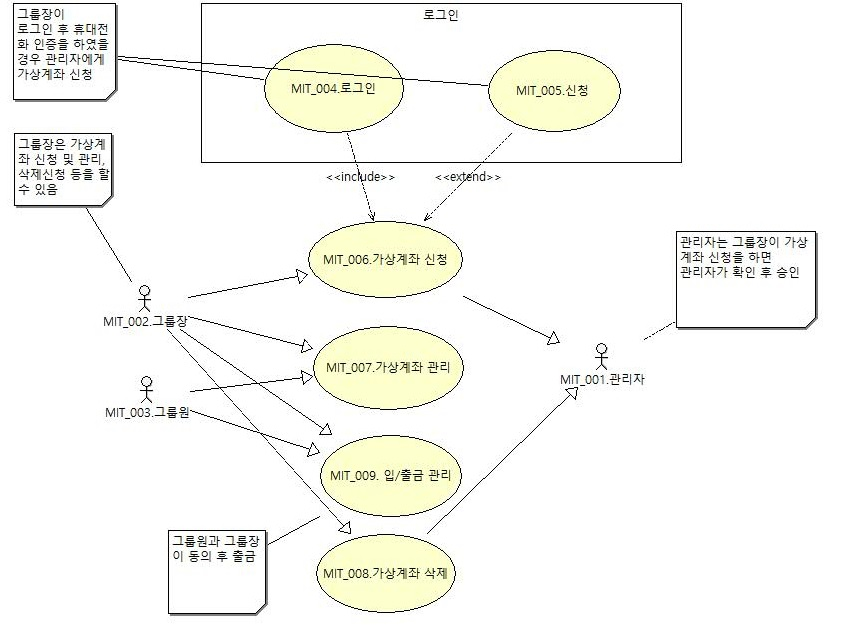 그룹장이
로그인 후 휴대전
화 인증을 하였을
경우 관리자에게
가상계좌 신청
로그인
MIT_004.로그인
MIT_005.신청
그룹장은 가상계
좌 신청 및 관리,
삭제신청 등을 할
수 있음
<<include>>
<<extend>>
MIT_006.가상계좌 신청
관리자는 그룹장이 가상
계좌 신청을 하면
관리자가 확인 후 승인
MIT_002.그룹장
MIT_007.가상계좌 관리
MIT_001.관리자
MIT_003.그룹원
MIT_009. 입/출금 관리
그룹원과 그룹장
이 동의 후 출금
MIT_008.가상계좌 삭제